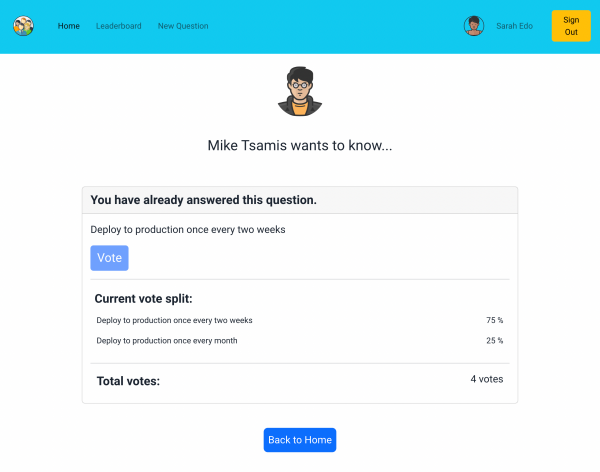 Home Leaderboard New Question Sarah Edo Sign
Out
Mike Tsamis wants to know...
You have already answered this question.
Deploy to production once every two weeks
Vote
Current vote split:
Deploy to production once every two weeks 75 %
Deploy to production once every month 25 %
Total votes: 4 votes
Back to Home